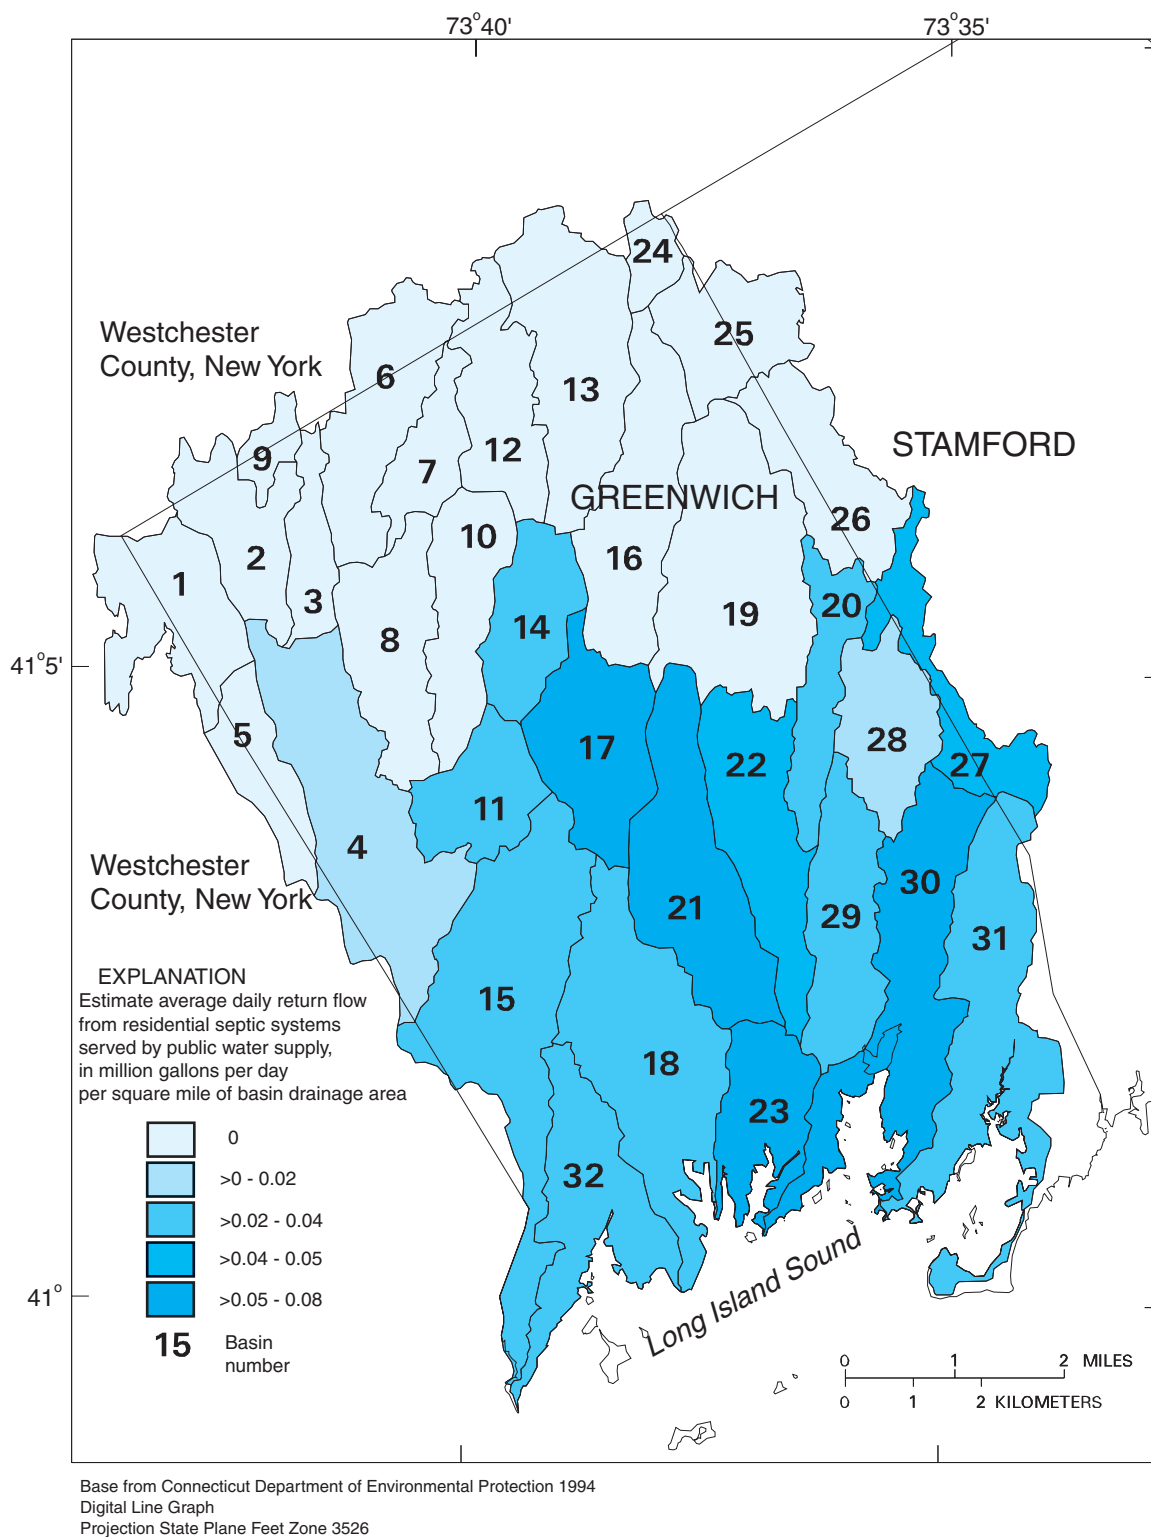 73°40'
73°35'
24
Westchester
County, New York
25
6
13
STAMFORD
9
12
7
GREENWICH
26
10
2
16
1
3
20
19
14
8
41°5'
5
17
28
22
27
11
4
Westchester
County, New York
30
21
29
31
EXPLANATION
Estimate average daily return flow
from residential septic systems
served by public water supply,
in million gallons per day
per square mile of basin drainage area
15
18
23
0
32
>0 - 0.02
>0.02 - 0.04
>0.04 - 0.05
>0.05 - 0.08
41°
Long Island Sound
15 Basin
number
0 1 2 MILES
0 1 2 KILOMETERS
Base from Connecticut Department of Environmental Protection 1994
Digital Line Graph
Projection State Plane Feet Zone 3526